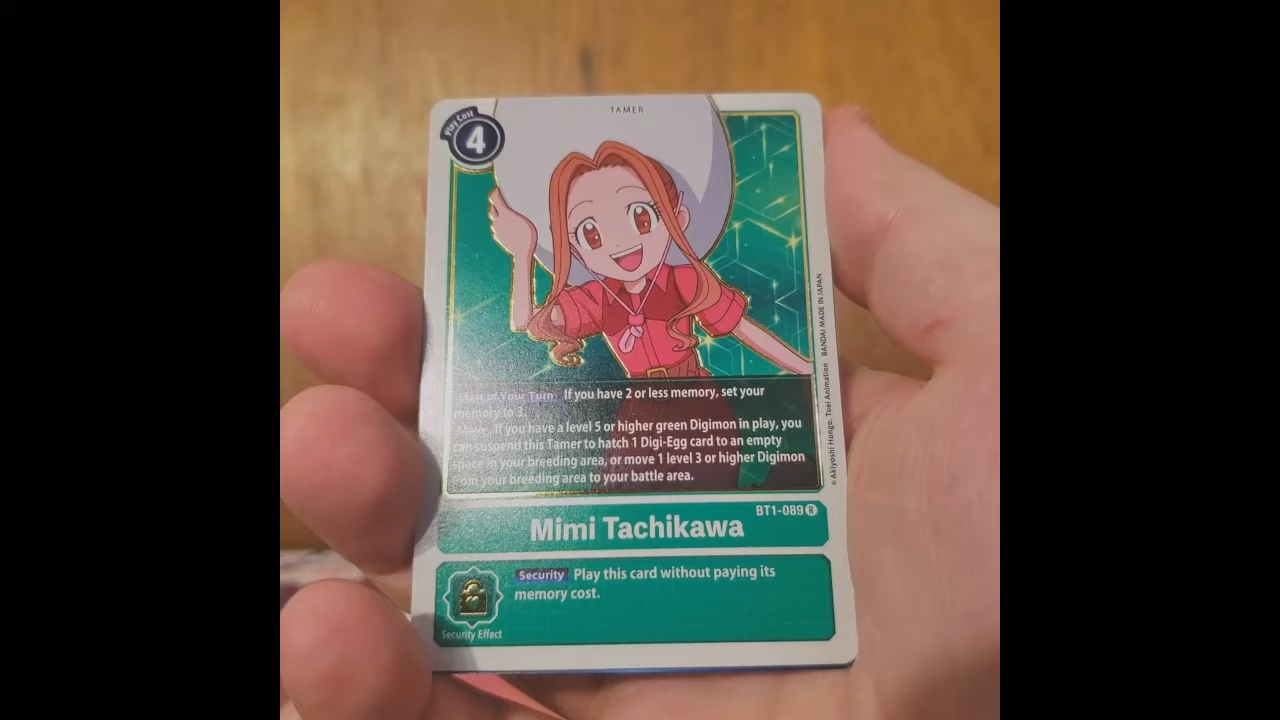 TAMER
Play Cost
4
Start of Your Turn If you have 2 or less memory, set your
memory to 3.
Main If you have a level 5 or higher green Digimon in play, you
can suspend this Tamer to hatch 1 Digi-Egg card to an empty
space in your breeding area, or move 1 level 3 or higher Digimon
from your breeding area to your battle area.
©Akiyoshi Hongo, Toei Animation BANDAI MADE IN JAPAN
BT1-089 R
Mimi Tachikawa
Security Play this card without paying its
memory cost.
Security Effect